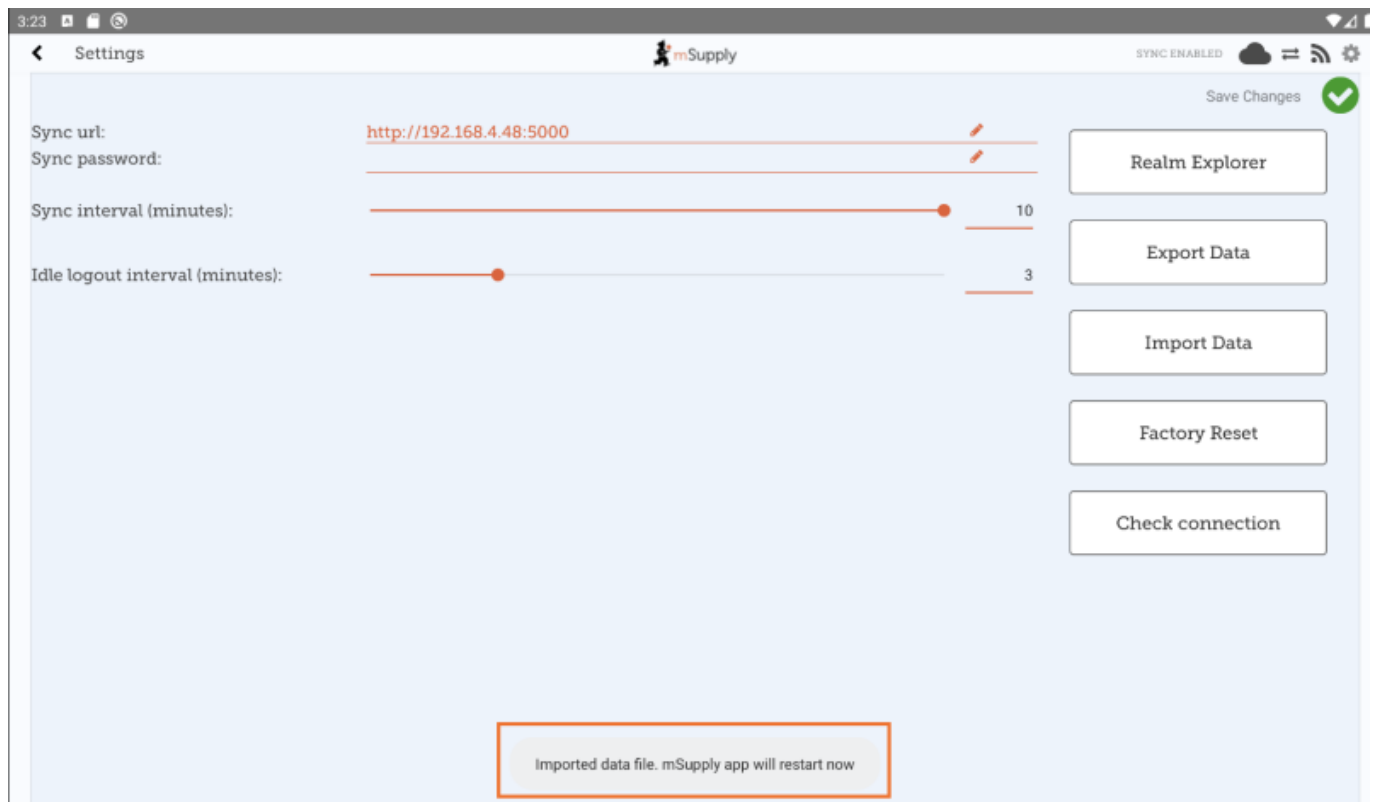 3:23
Settings
mSupply
SYNC ENABLED
Save Changes
Sync url:
http://192.168.4.48:5000
Sync password:
Sync interval (minutes):
10
Idle logout interval (minutes):
3
Realm Explorer
Export Data
Import Data
Factory Reset
Check connection
Imported data file. mSupply app will restart now